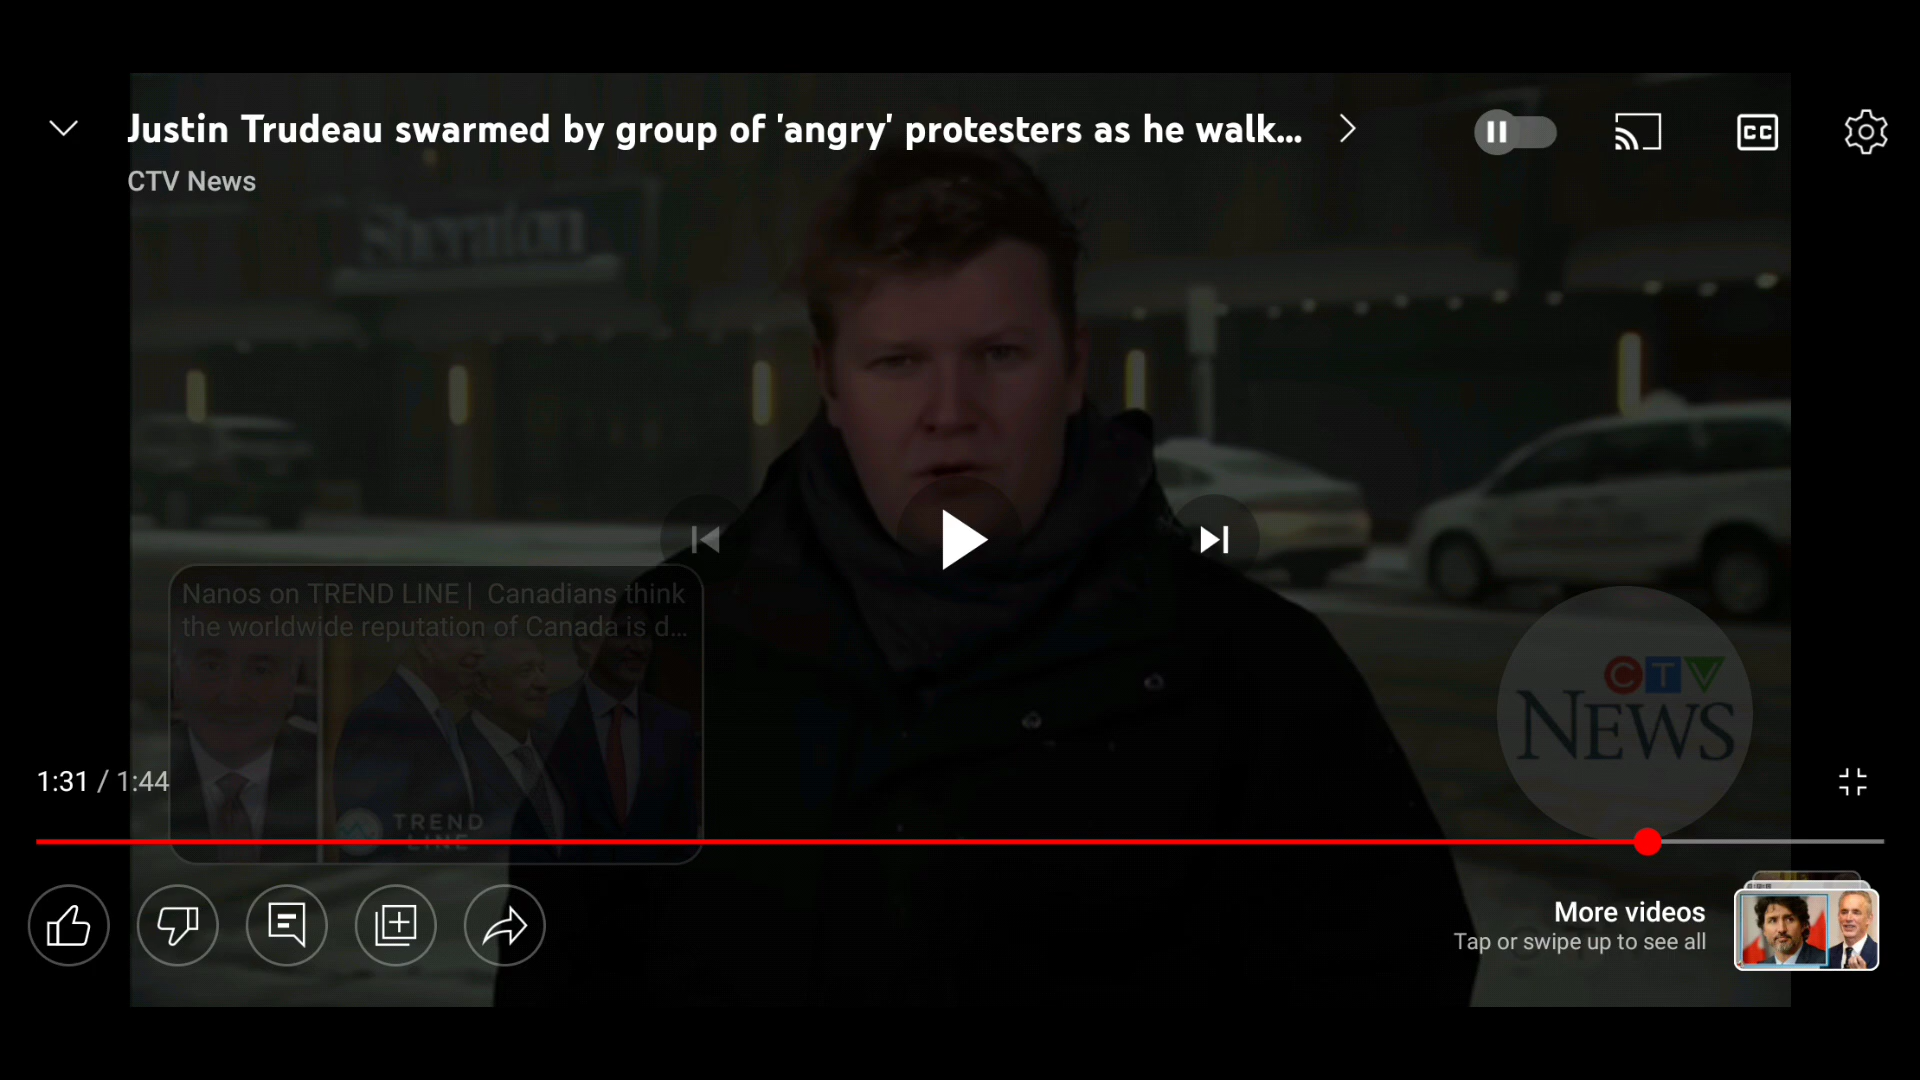 Justin Trudeau swarmed by group of 'angry' protesters as he walk...
CTV News
CC
Sheraton
Nanos on TREND LINE | Canadians think
the worldwide reputation of Canada is d...
TREND
LINE
CTV
NEWS
1:31 / 1:44
More videos
Tap or swipe up to see all